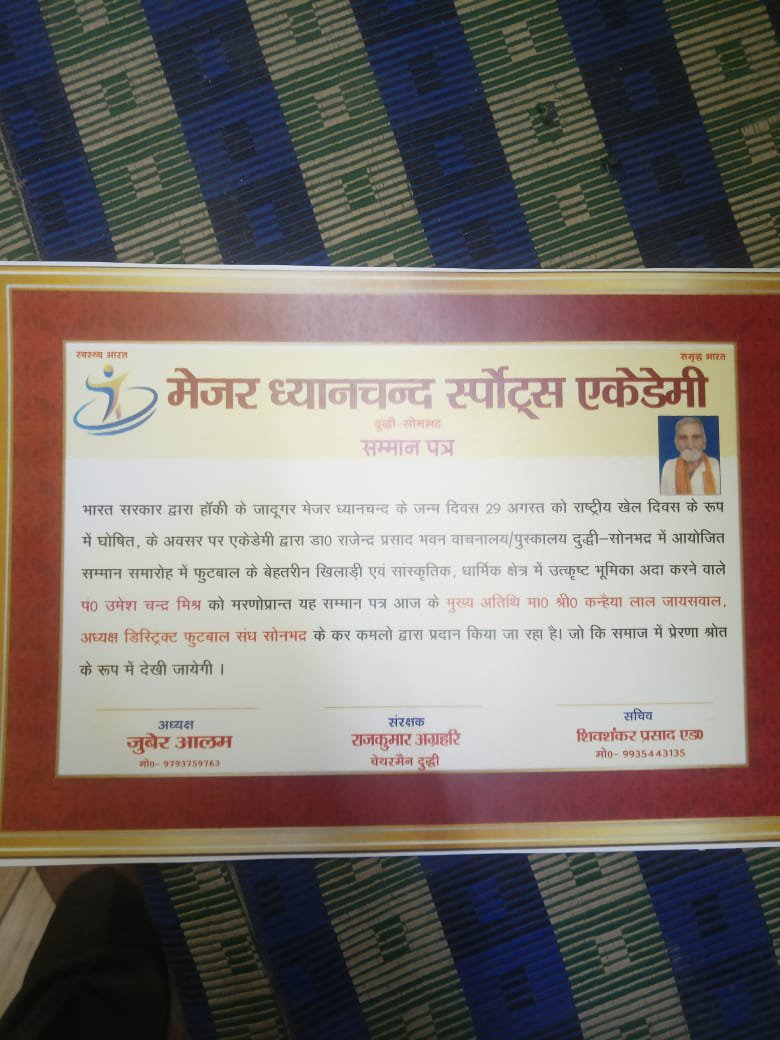 स्वस्थ्य भारत
समृद्ध भारत
मेजर ध्यानचन्द र्स्पोट्स एकेडेमी
दुद्धी-सोनभद्र
सम्मान पत्र
भारत सरकार द्वारा हॉकी के जादूगर मेजर ध्यानचन्द के जन्म दिवस 29 अगस्त को राष्ट्रीय खेल दिवस के रूप
में घोषित, के अवसर पर एकेडेमी द्वारा डा0 राजेन्द्र प्रसाद भवन वाचनालय/पुस्कालय दुद्धी–सोनभद्र में आयोजित
सम्मान समारोह में फुटबाल के बेहतरीन खिलाड़ी एवं सांस्कृतिक, धार्मिक क्षेत्र में उत्कृष्ट भूमिका अदा करने वाले
पं0 उमेश चन्द्र मिश्र को मरणोप्रान्त यह सम्मान पत्र आज के मुख्य अतिथि मा0 श्री0 कन्हैया लाल जायसवाल,
अध्यक्ष डिस्ट्रिक्ट फुटबाल संघ सोनभद्र के कर कमलो द्वारा प्रदान किया जा रहा है। जो कि समाज में प्रेरणा श्रोत
के रूप में देखी जायेगी ।
अध्यक्ष
जुबेर आलम
मो0- 9793759763
संरक्षक
राजकुमार अग्रहरि
चेयरमैन दुद्धी
सचिव
शिवशंकर प्रसाद एड0
मो0- 9935443135